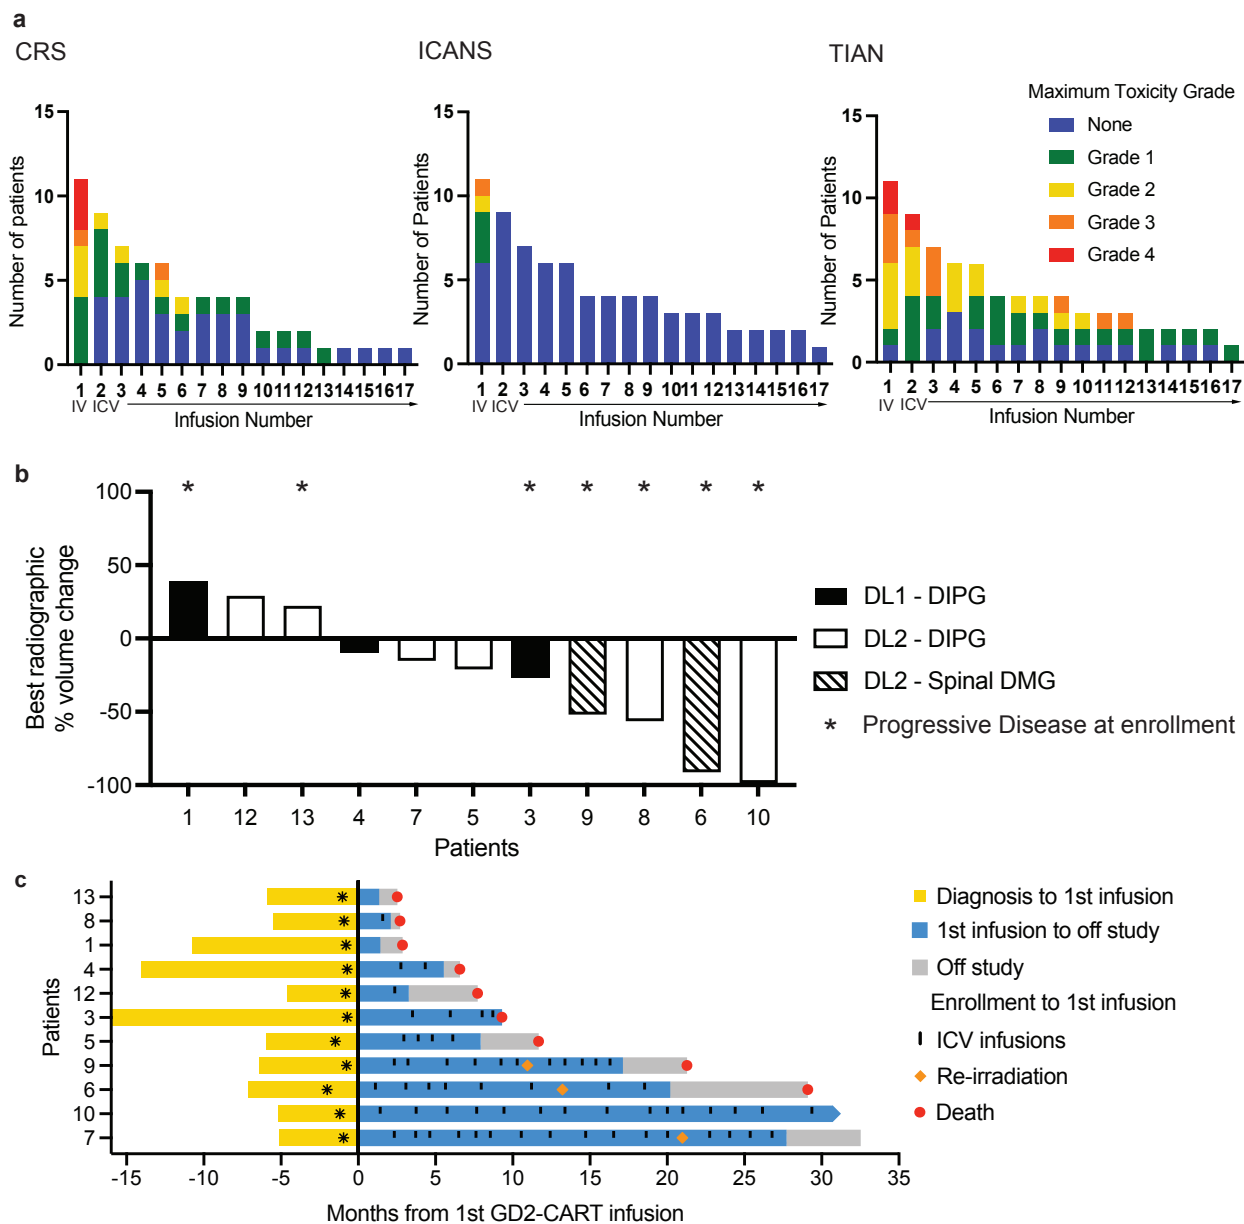 a
CRS
ICANS
TIAN
Maximum Toxicity Grade
None
Grade 1
Grade 2
Grade 3
Grade 4
Number of patients
15
10
5
0
1 2 3 4 5 6 7 8 9 10 11 12 13 14 15 16 17
IV ICV
Infusion Number
Number of Patients
15
10
5
0
1 2 3 4 5 6 7 8 9 10 11 12 13 14 15 16 17
IV ICV
Infusion Number
Number of Patients
15
10
5
0
1 2 3 4 5 6 7 8 9 10 11 12 13 14 15 16 17
IV ICV
Infusion Number
b
Best radiographic
% volume change
100
50
0
-50
-100
* * * * * * *
1 12 13 4 7 5 3 9 8 6 10
Patients
DL1 - DIPG
DL2 - DIPG
DL2 - Spinal DMG
* Progressive Disease at enrollment
c
Patients
13
8
1
4
12
3
5
9
6
10
7
-15 -10 -5 0 5 10 15 20 25 30 35
Months from 1st GD2-CART infusion
Diagnosis to 1st infusion
1st infusion to off study
Off study
Enrollment to 1st infusion
ICV infusions
Re-irradiation
Death